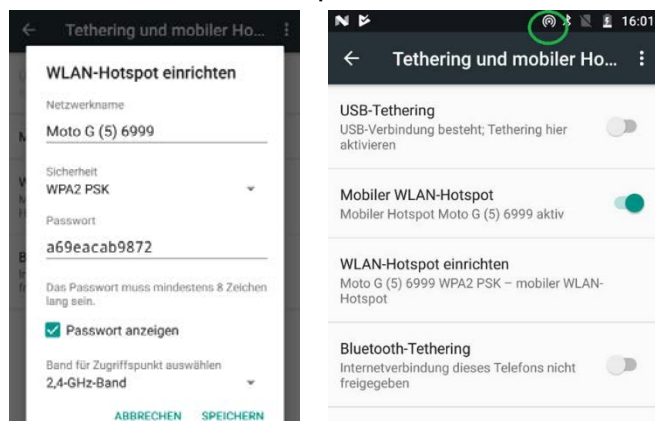 Tethering und mobiler Ho...
WLAN-Hotspot einrichten
Netzwerkname
Moto G (5) 6999
Sicherheit
WPA2 PSK
Passwort
a69eacab9872
Das Passwort muss mindestens 8 Zeichen
lang sein.
Passwort anzeigen
Band für Zugriffspunkt auswählen
2,4-GHz-Band
ABBRECHEN SPEICHERN
16:01
Tethering und mobiler Ho...
USB-Tethering
USB-Verbindung besteht; Tethering hier
aktivieren
Mobiler WLAN-Hotspot
Mobiler Hotspot Moto G (5) 6999 aktiv
WLAN-Hotspot einrichten
Moto G (5) 6999 WPA2 PSK – mobiler WLAN-
Hotspot
Bluetooth-Tethering
Internetverbindung dieses Telefons nicht
freigegeben